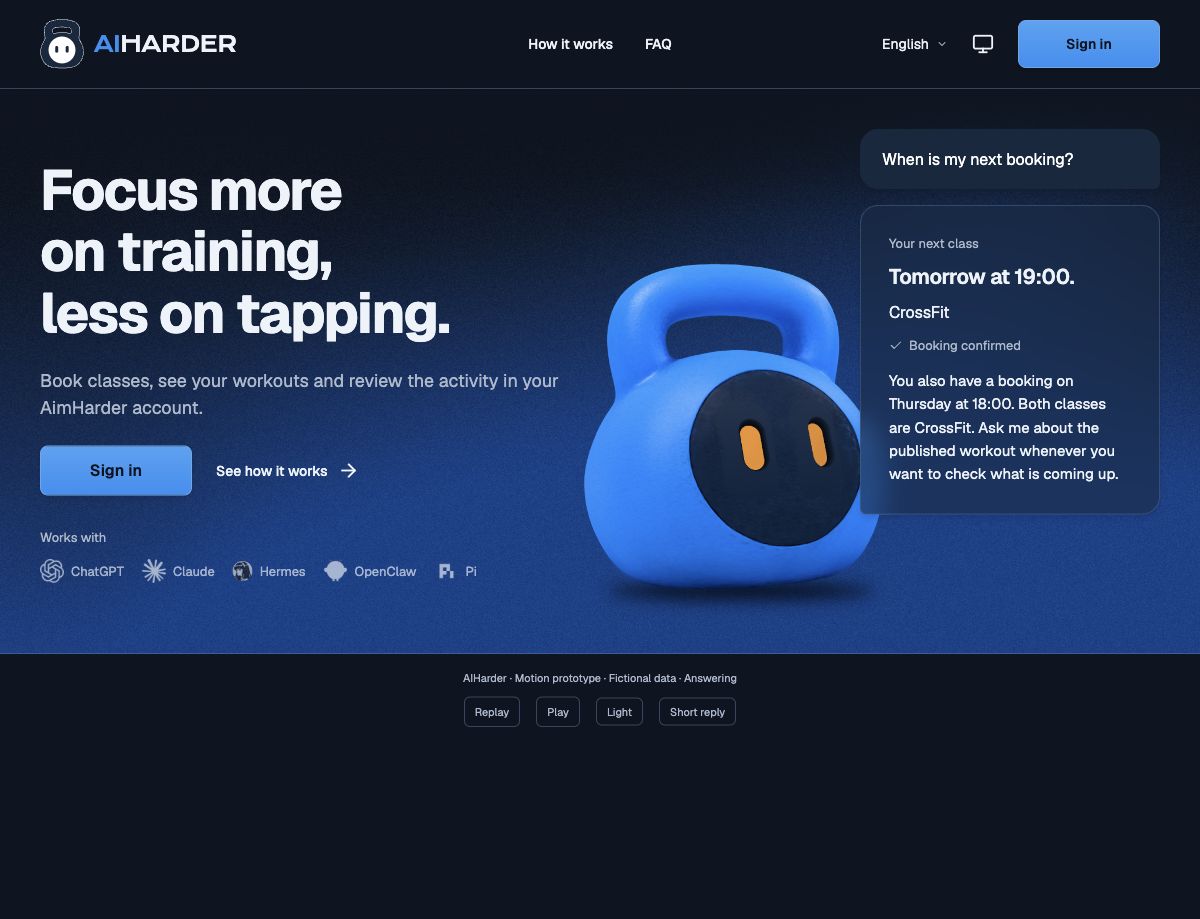 AIHARDER
How it works
FAQ
English
Sign in
Focus more
on training,
less on tapping.
Book classes, see your workouts and review the activity in your
AimHarder account.
Sign in
See how it works
Works with
ChatGPT
Claude
Hermes
OpenClaw
Pi
When is my next booking?
Your next class
Tomorrow at 19:00.
CrossFit
Booking confirmed
You also have a booking on
Thursday at 18:00. Both classes
are CrossFit. Ask me about the
published workout whenever you
want to check what is coming up.
AIHarder · Motion prototype · Fictional data · Answering
Replay
Play
Light
Short reply